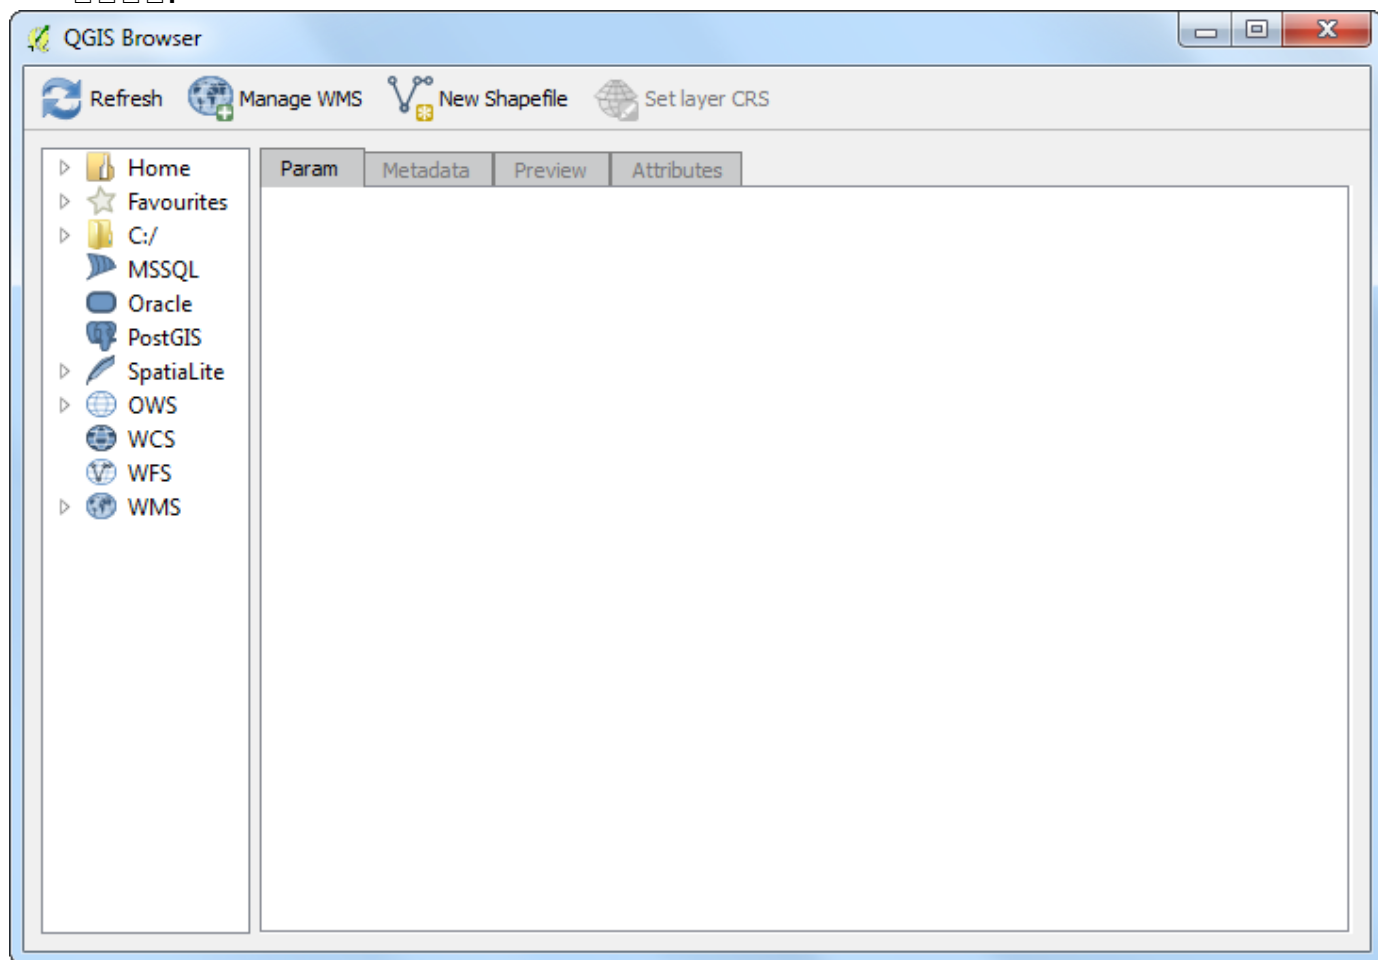 QGIS Browser
Refresh Manage WMS New Shapefile Set layer CRS
Param Metadata Preview Attributes
Home
Favourites
C:/
MSSQL
Oracle
PostGIS
SpatiaLite
OWS
WCS
WFS
WMS